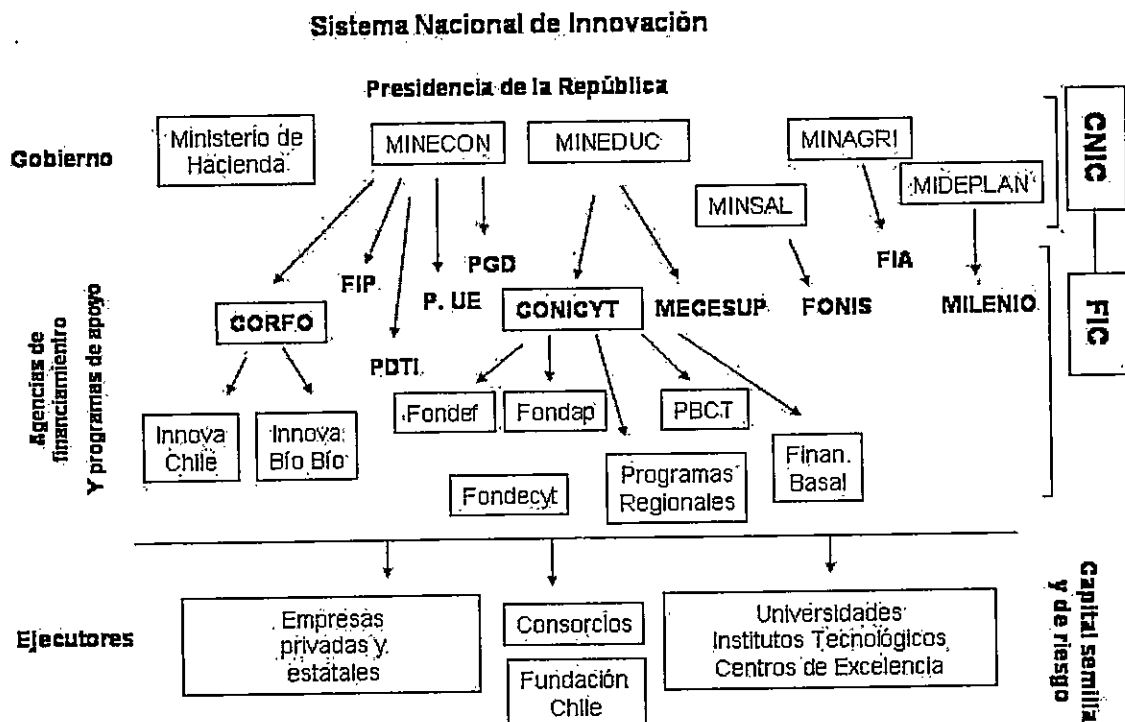 Sistema Nacional de Innovación
Presidencia de la República
Gobierno
Ministerio de
Hacienda
MINECON
MINEDUC
MINAGRI
MINSAL
MIDEPLAN
CNIC
FIC
Agencias de
financiamientro
Y programas de apoyo
CORFO
FIP
PDTI
P. UE
PGD
CONICYT
MECESUP
FONIS
FIA
MILENIO
Innova
Chile
Innova
Bío Bío
Fondef
Fondap
PBCT
Fondecyt
Programas
Regionales
Finan.
Basal
Ejecutores
Empresas
privadas y
estatales
Consorcios
Fundación
Chile
Universidades
Institutos Tecnológicos
Centros de Excelencia
Capital semilla
y de riesgo